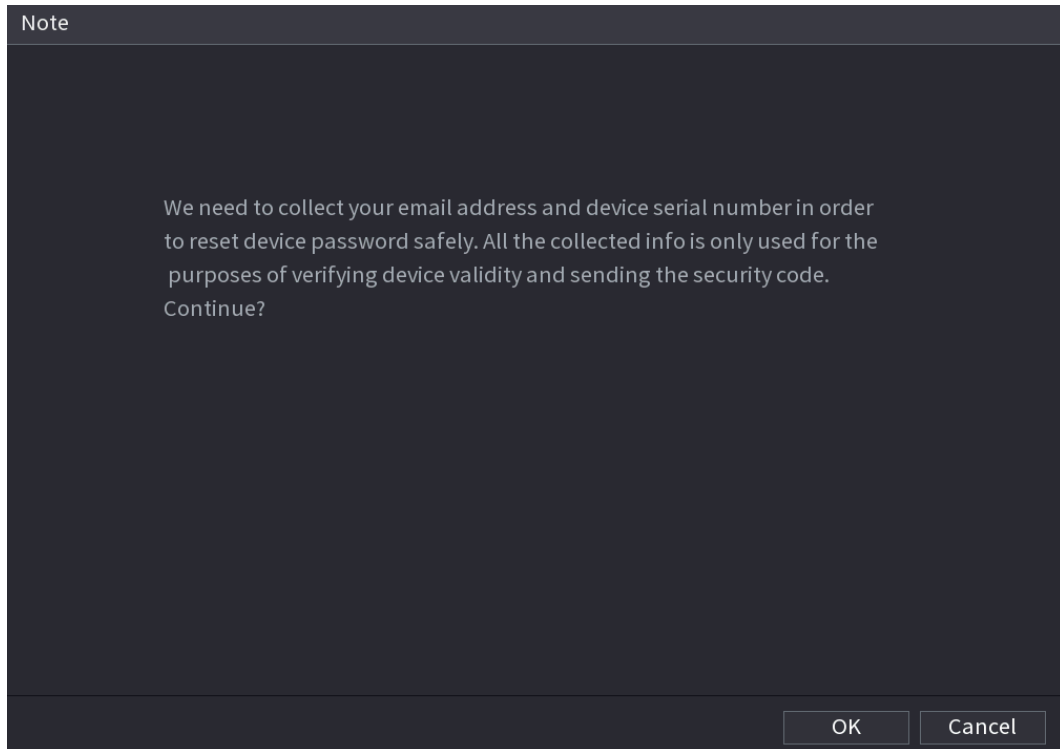 Note
We need to collect your email address and device serial number in order
to reset device password safely. All the collected info is only used for the
purposes of verifying device validity and sending the security code.
Continue?
OK
Cancel